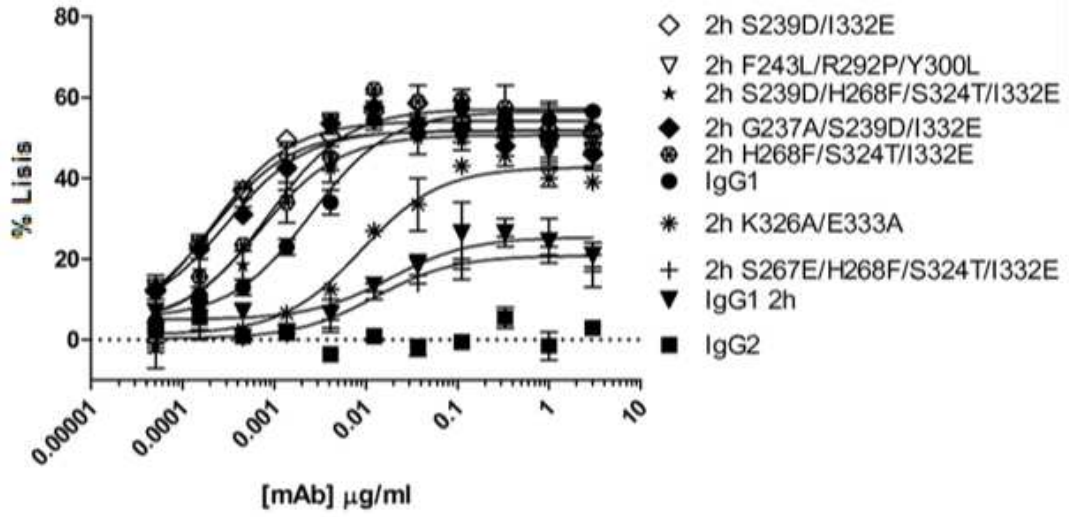 80
60
40
20
0
% Lisis
0.00001
0.0001
0.001
0.01
0.1
1
10
[mAb] μg/ml
2h S239D/I332E
2h F243L/R292P/Y300L
2h S239D/H268F/S324T/I332E
2h G237A/S239D/I332E
2h H268F/S324T/I332E
IgG1
2h K326A/E333A
2h S267E/H268F/S324T/I332E
IgG1 2h
IgG2